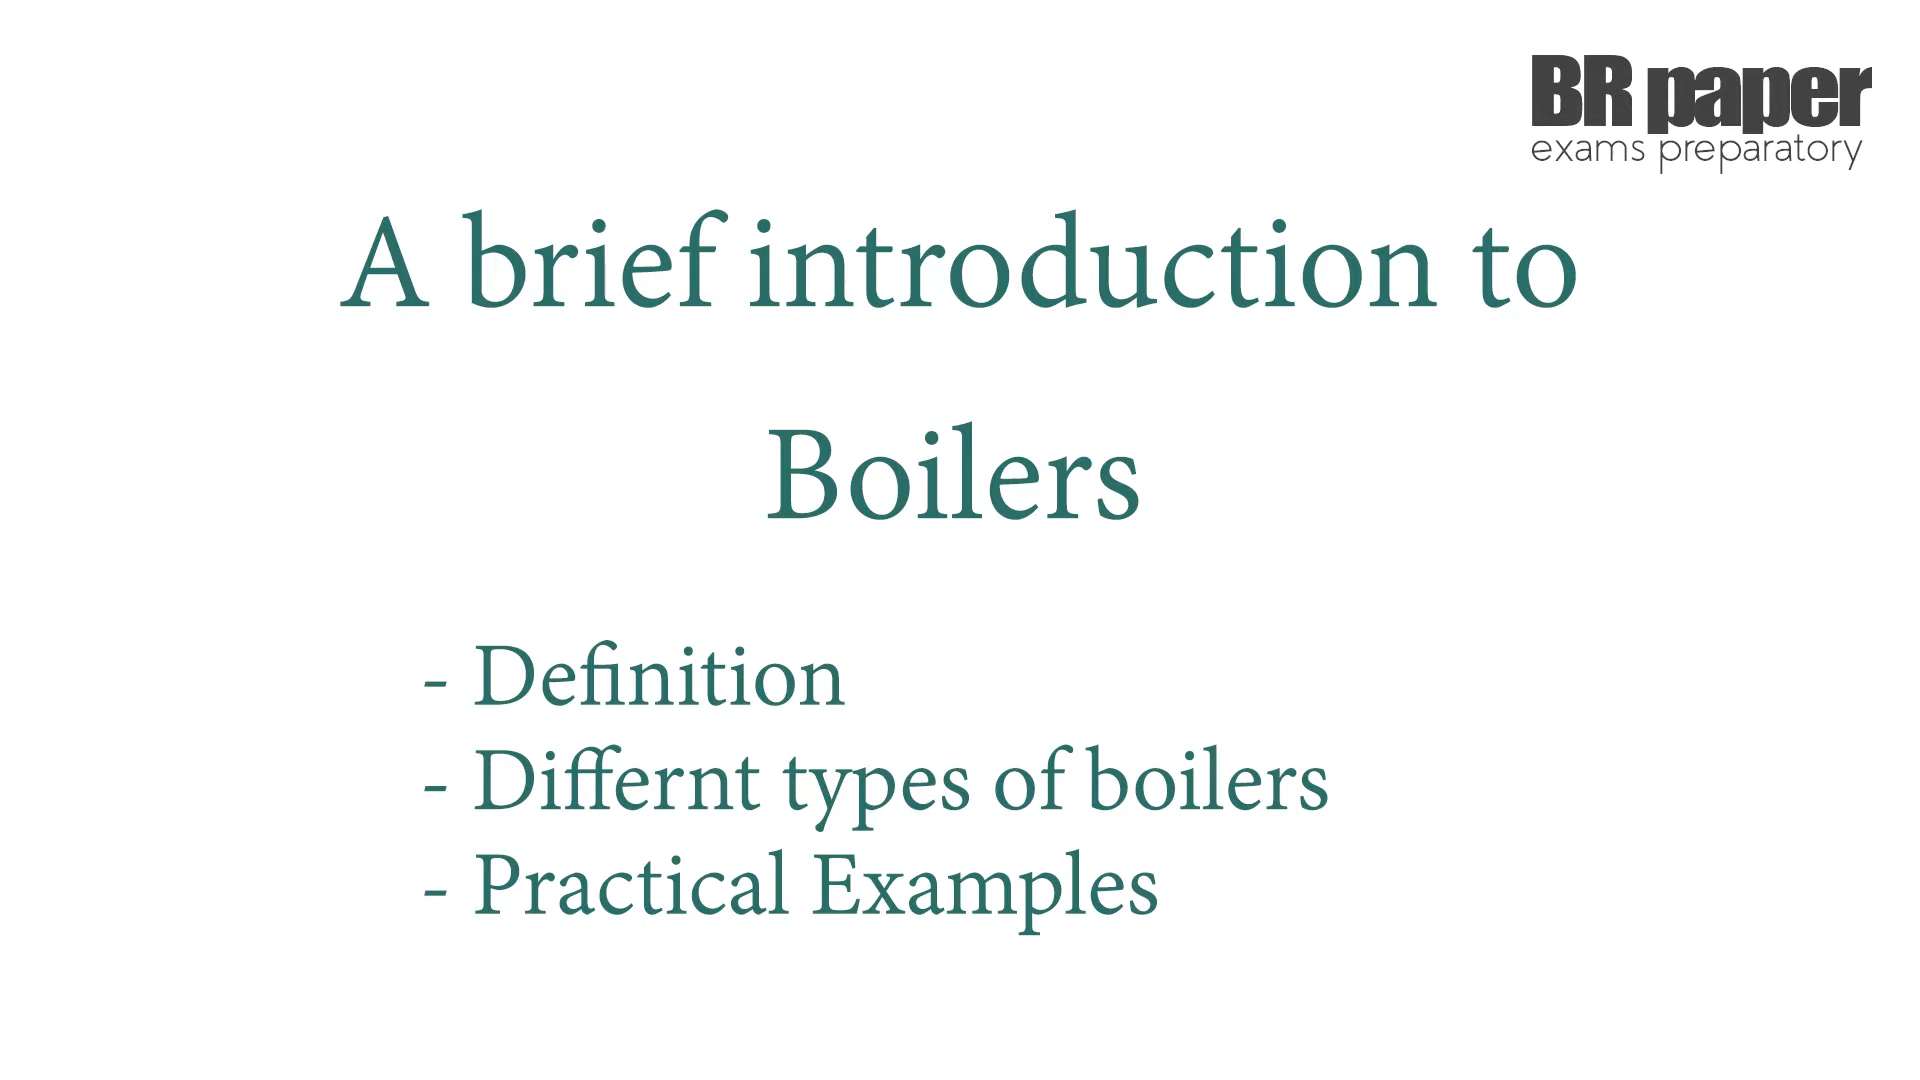 BR paper
exams preparatory
A brief introduction to
Boilers
- Definition
- Differnt types of boilers
- Practical Examples